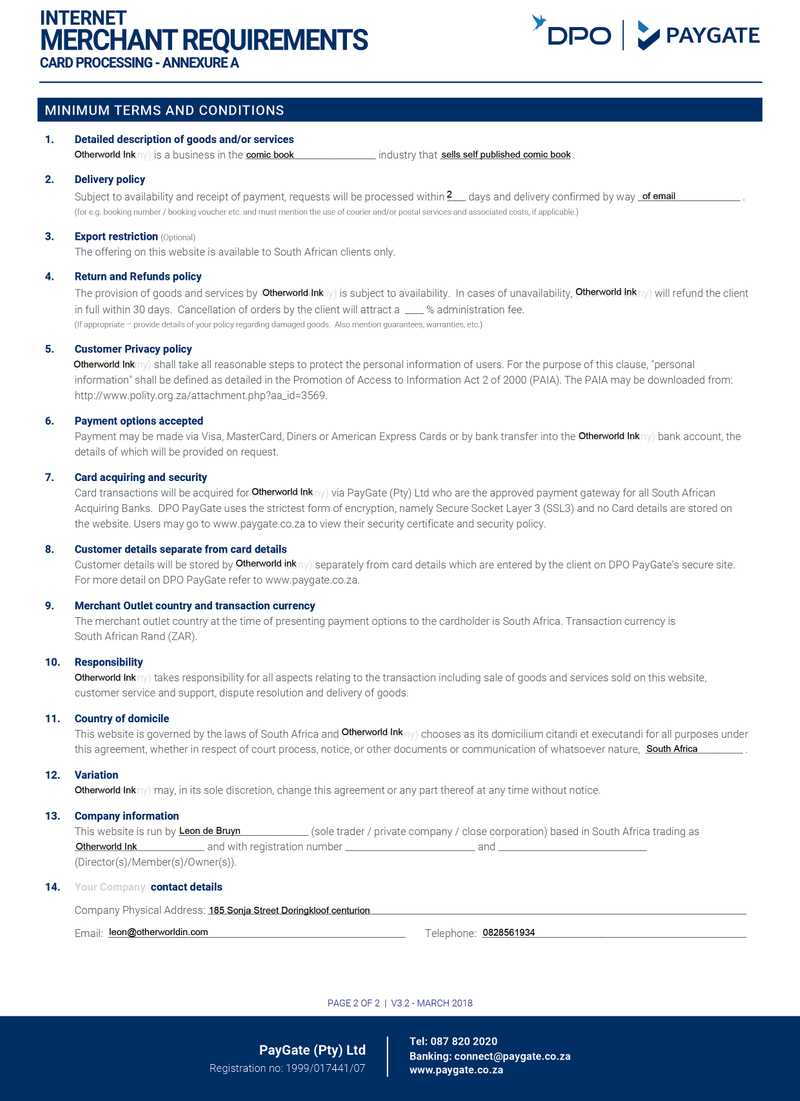 INTERNET
MERCHANT REQUIREMENTS
CARD PROCESSING - ANNEXURE A
DPO | PAYGATE
MINIMUM TERMS AND CONDITIONS
1. Detailed description of goods and/or services
Otherworld Ink ny) is a business in the comic book industry that sells self published comic book.
2. Delivery policy
Subject to availability and receipt of payment, requests will be processed within 2 days and delivery confirmed by way of email .
(for e.g. booking number / booking voucher etc. and must mention the use of courier and/or postal services and associated costs, if applicable.)
3. Export restriction (Optional)
The offering on this website is available to South African clients only.
4. Return and Refunds policy
The provision of goods and services by Otherworld Ink ny) is subject to availability. In cases of unavailability, Otherworld Ink ny) will refund the client
in full within 30 days. Cancellation of orders by the client will attract a ____ % administration fee.
(If appropriate – provide details of your policy regarding damaged goods. Also mention guarantees, warranties, etc.)
5. Customer Privacy policy
Otherworld Ink ny) shall take all reasonable steps to protect the personal information of users. For the purpose of this clause, "personal
information" shall be defined as detailed in the Promotion of Access to Information Act 2 of 2000 (PAIA). The PAIA may be downloaded from:
http://www.polity.org.za/attachment.php?aa_id=3569.
6. Payment options accepted
Payment may be made via Visa, MasterCard, Diners or American Express Cards or by bank transfer into the Otherworld Ink ny) bank account, the
details of which will be provided on request.
7. Card acquiring and security
Card transactions will be acquired for Otherworld Ink ny) via PayGate (Pty) Ltd who are the approved payment gateway for all South African
Acquiring Banks. DPO PayGate uses the strictest form of encryption, namely Secure Socket Layer 3 (SSL3) and no Card details are stored on
the website. Users may go to www.paygate.co.za to view their security certificate and security policy.
8. Customer details separate from card details
Customer details will be stored by Otherworld ink ny) separately from card details which are entered by the client on DPO PayGate's secure site.
For more detail on DPO PayGate refer to www.paygate.co.za.
9. Merchant Outlet country and transaction currency
The merchant outlet country at the time of presenting payment options to the cardholder is South Africa. Transaction currency is
South African Rand (ZAR).
10. Responsibility
Otherworld Ink ny) takes responsibility for all aspects relating to the transaction including sale of goods and services sold on this website,
customer service and support, dispute resolution and delivery of goods.
11. Country of domicile
This website is governed by the laws of South Africa and Otherworld Ink ny) chooses as its domicilium citandi et executandi for all purposes under
this agreement, whether in respect of court process, notice, or other documents or communication of whatsoever nature, South Africa .
12. Variation
Otherworld Ink ny) may, in its sole discretion, change this agreement or any part thereof at any time without notice.
13. Company information
This website is run by Leon de Bruyn (sole trader / private company / close corporation) based in South Africa trading as
Otherworld Ink and with registration number ____ and ____
(Director(s)/Member(s)/Owner(s)).
14. Your Company contact details
Company Physical Address: 185 Sonja Street Doringkloof centurion
Email: leon@otherworldin.com Telephone: 0828561934
PAGE 2 OF 2 | V3.2 - MARCH 2018
PayGate (Pty) Ltd
Registration no: 1999/017441/07
Tel: 087 820 2020
Banking: connect@paygate.co.za
www.paygate.co.za